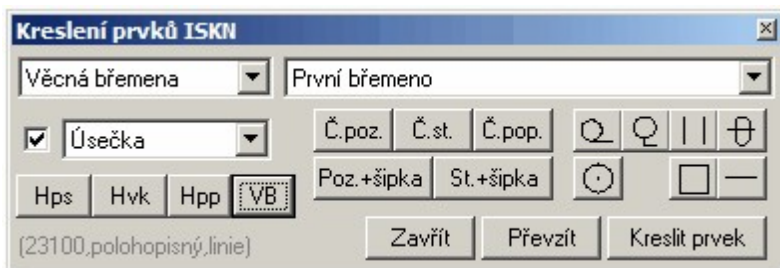 Kreslení prvků ISKN
Věcná břemena První břemeno
Úsečka Č.poz. Č.st. Č.pop.
Poz.+šipka St.+šipka
Hps Hvk Hpp VB
(23100,polohopisný,linie) Zavřít Převzít Kreslit prvek